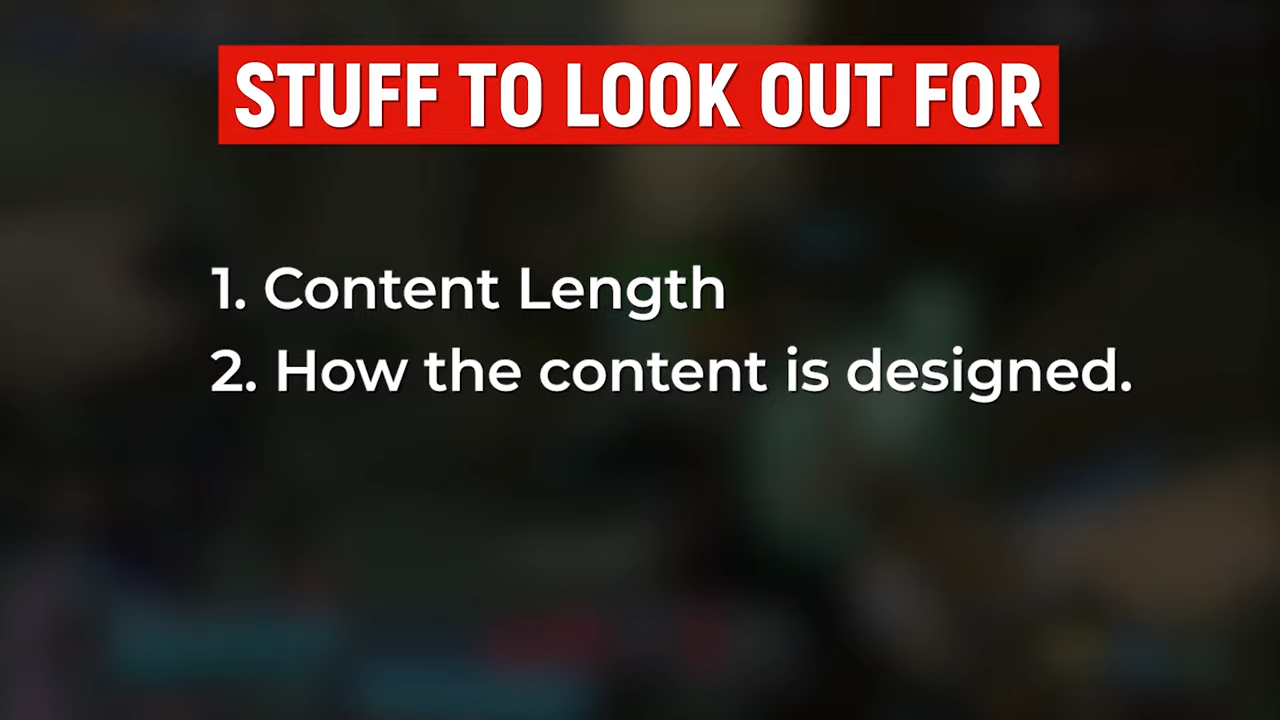 STUFF TO LOOK OUT FOR
1. Content Length
2. How the content is designed.